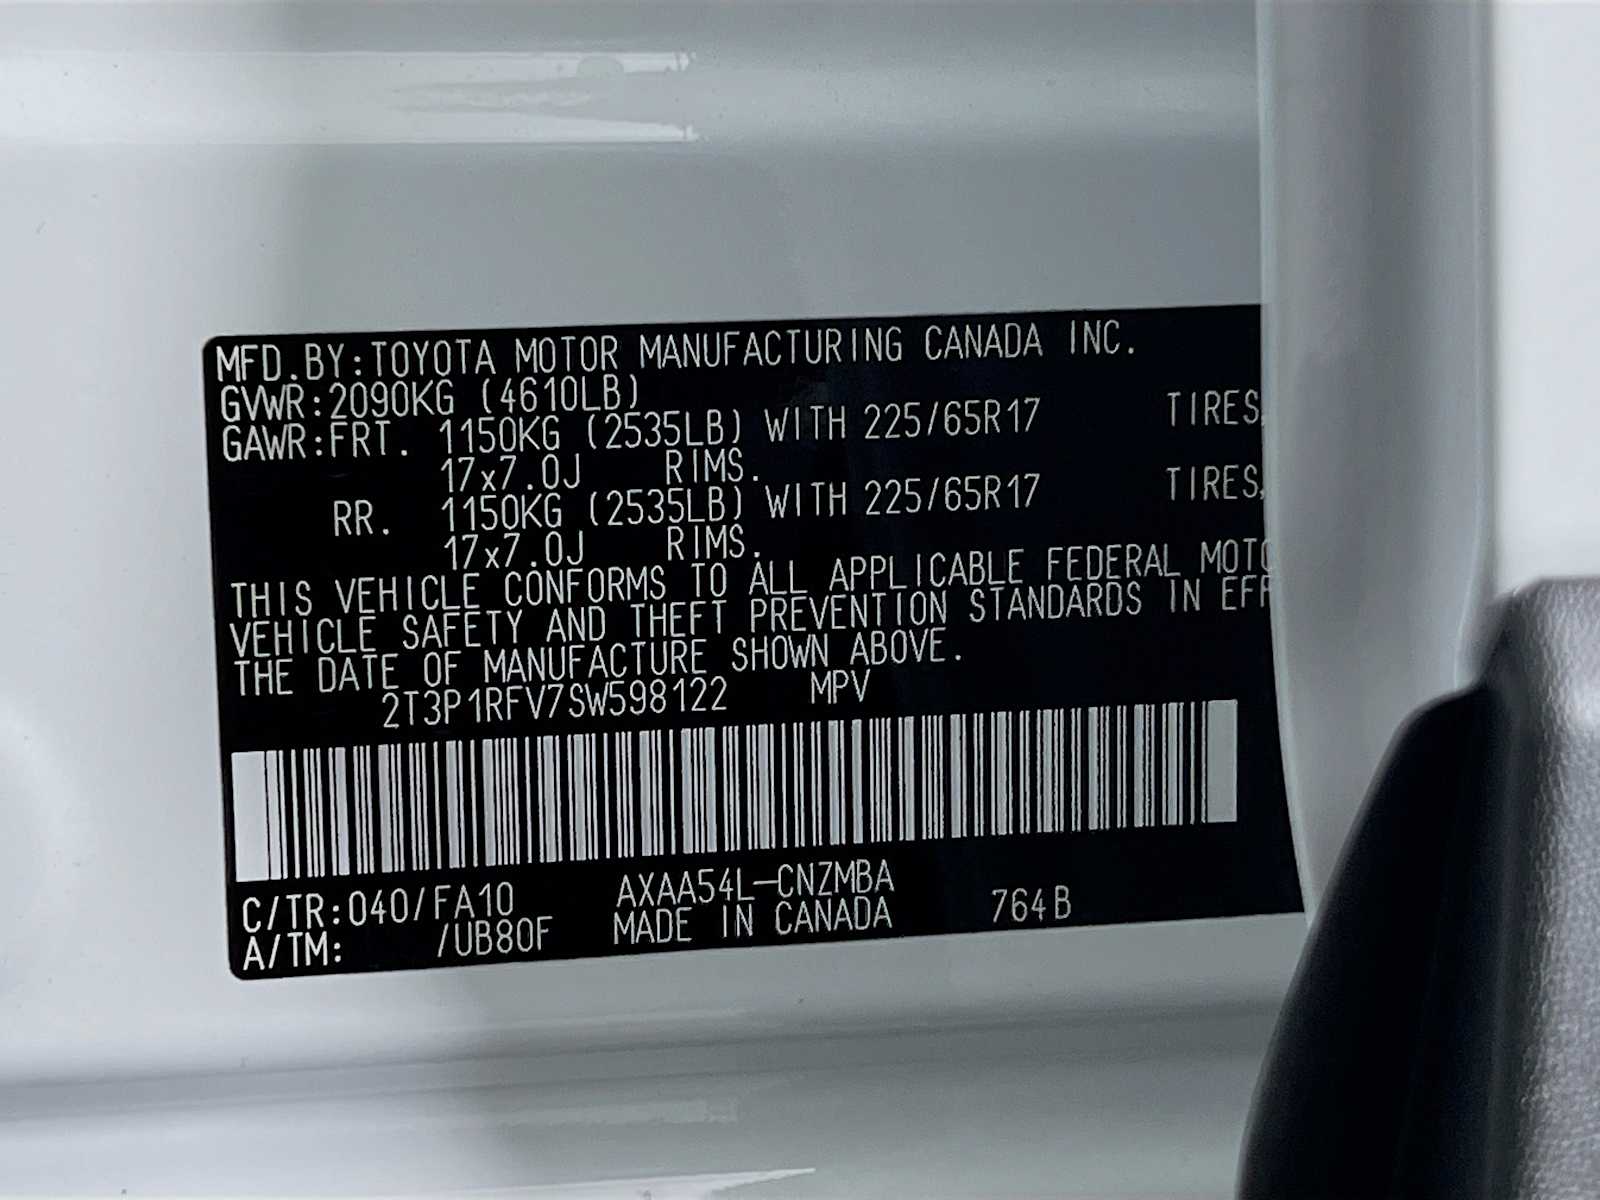 MFD.BY:TOYOTA MOTOR MANUFACTURING CANADA INC.
GVWR:2090KG (4610LB)
GAWR:FRT. 1150KG (2535LB) WITH 225/65R17 TIRES,
17x7.0J RIMS.
RR. 1150KG (2535LB) WITH 225/65R17 TIRES,
17x7.0J RIMS.
THIS VEHICLE CONFORMS TO ALL APPLICABLE FEDERAL
VEHICLE SAFETY AND THEFT PREVENTION STANDARDS IN
THE DATE OF MANUFACTURE SHOWN ABOVE.
2T3P1RFV7SW598122 MPV
C/TR:040/FA10 AXAA54L-CNZMBA
A/TM: /UB80F MADE IN CANADA 764B